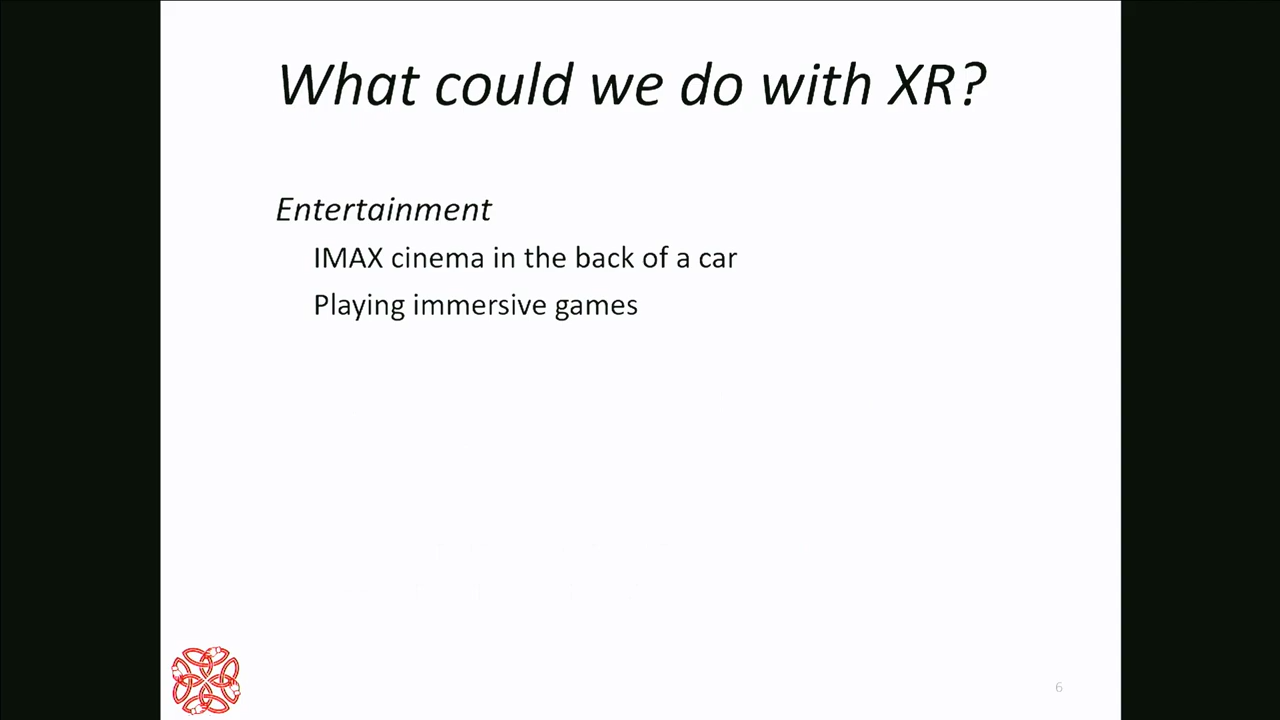 What could we do with XR?
Entertainment
IMAX cinema in the back of a car
Playing immersive games
6